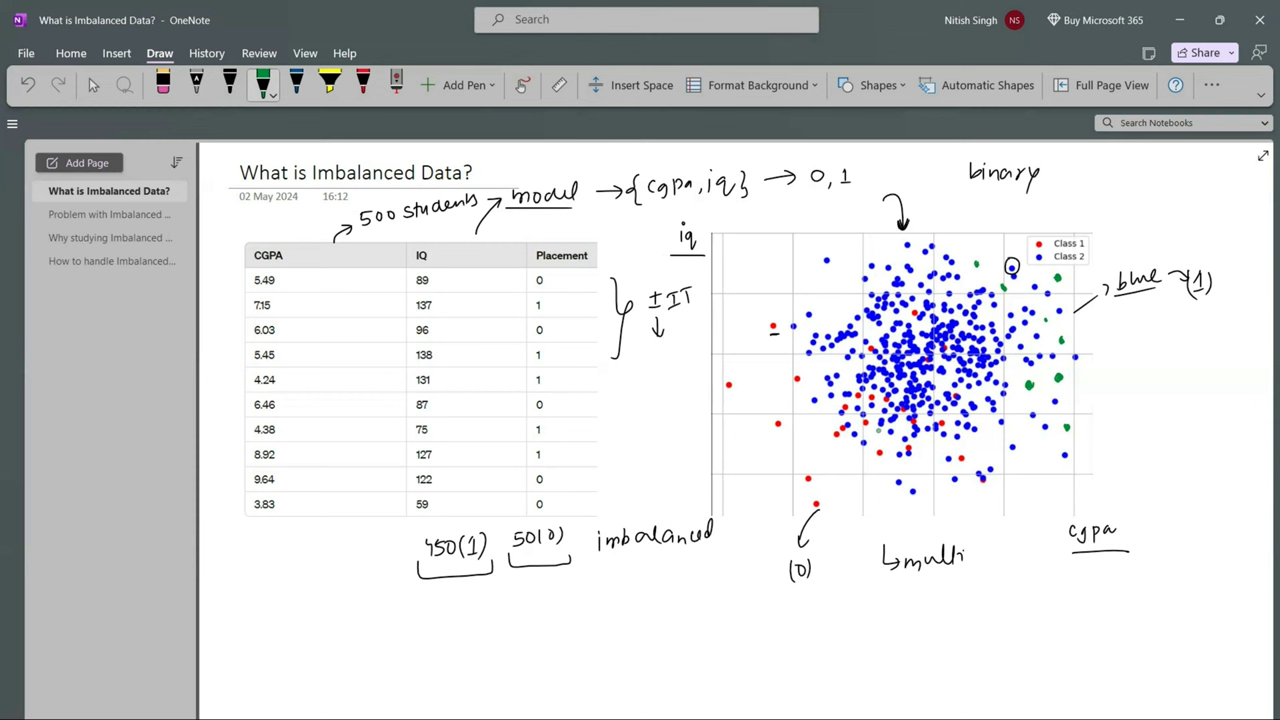 What is Imbalanced Data? - OneNote
Search
Nitish Singh NS
Buy Microsoft 365
File Home Insert Draw History Review View Help
Share
Add Pen
Insert Space
Format Background
Shapes
Automatic Shapes
Full Page View
Search Notebooks
Add Page
What is Imbalanced Data?
Problem with Imbalanced ...
Why studying Imbalanced ...
How to handle Imbalanced...
What is Imbalanced Data?
02 May 2024 16:12
500 students
model → {cgpa, iq} → 0, 1
binary
CGPA IQ Placement
5.49 89 0
7.15 137 1
6.03 96 0
5.45 138 1
4.24 131 1
6.46 87 0
4.38 75 1
8.92 127 1
9.64 122 0
3.83 59 0
IIT
iq
Class 1
Class 2
blue → (1)
cgpa
(0)
multi
450(1) 50(0) imbalanced